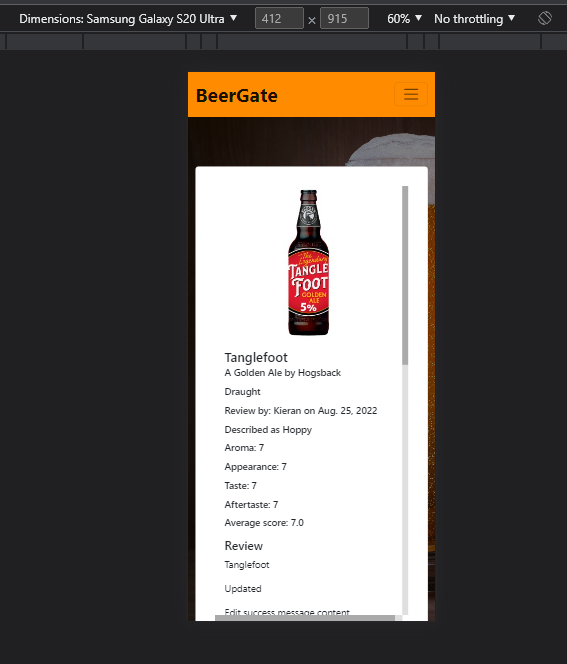 Dimensions: Samsung Galaxy S20 Ultra ▼ 412 × 915 60% ▼ No throttling ▼
BeerGate
The
Legendary
TANGLE
FOOT
GOLDEN
ALE
5%
Tanglefoot
A Golden Ale by Hogsback
Draught
Review by: Kieran on Aug. 25, 2022
Described as Hoppy
Aroma: 7
Appearance: 7
Taste: 7
Aftertaste: 7
Average score: 7.0
Review
Tanglefoot
Updated
Edit success message content